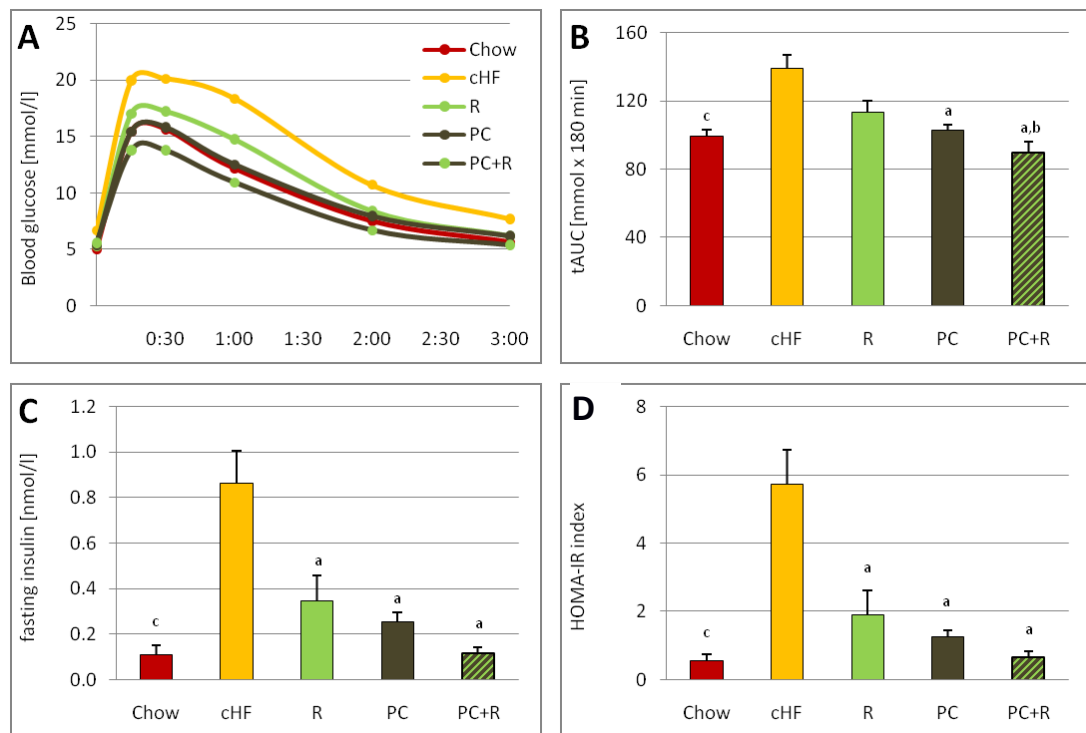 A
Blood glucose [mmol/l]
25
20
15
10
5
0
0:30 1:00 1:30 2:00 2:30 3:00
Chow
cHF
R
PC
PC+R
B
tAUC [mmol x 180 min]
160
120
80
40
0
c
a
a,b
Chow cHF R PC PC+R
C
fasting insulin [nmol/l]
1.2
1.0
0.8
0.6
0.4
0.2
0.0
c
a
a
a
Chow cHF R PC PC+R
D
HOMA-IR index
8
6
4
2
0
c
a
a
a
Chow cHF R PC PC+R